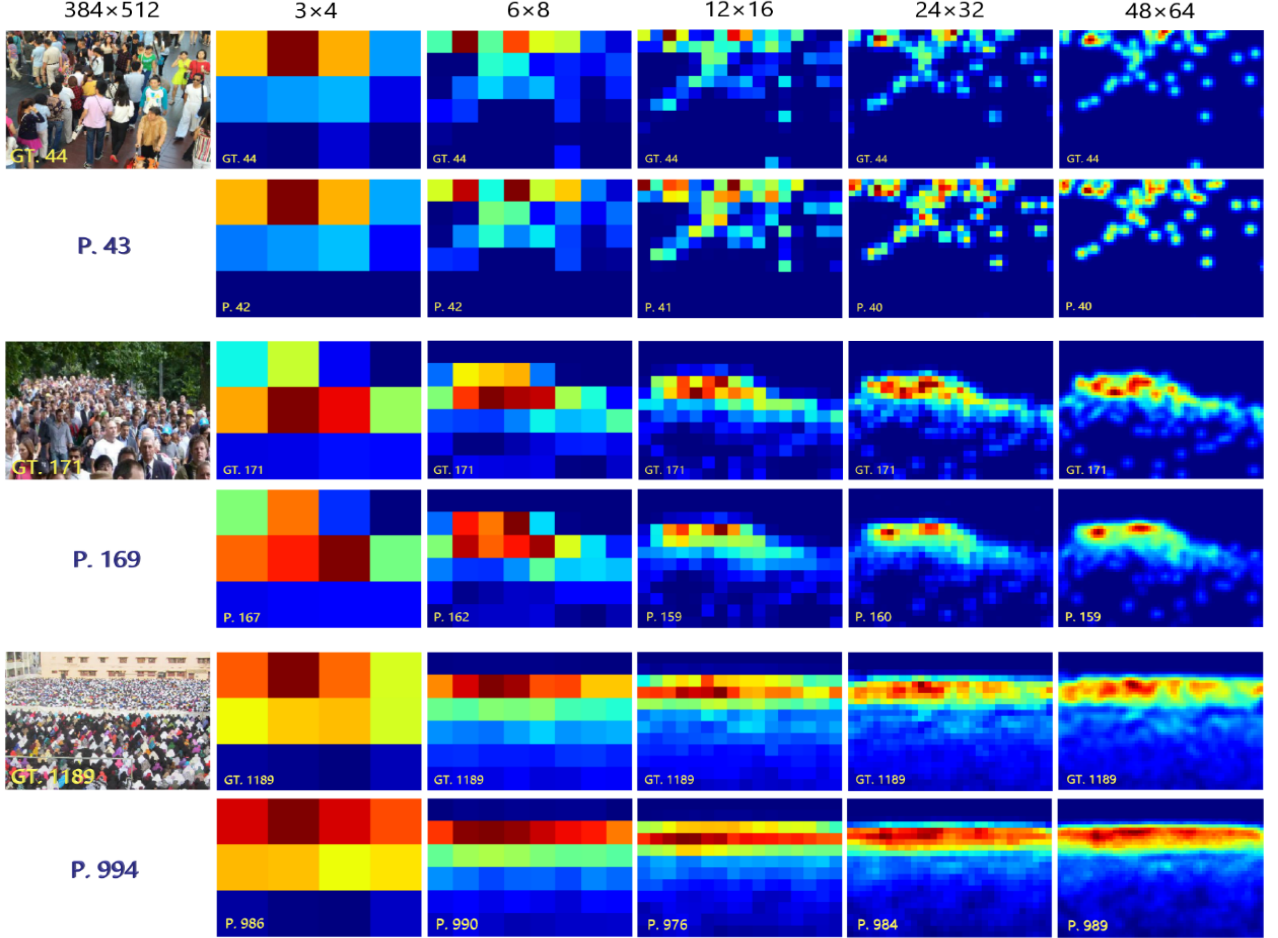 384×512 3×4 6×8 12×16 24×32 48×64
GT. 44 GT. 44 GT. 44 GT. 44 GT. 44 GT. 44
P. 43 P. 42 P. 42 P. 41 P. 40 P. 40
GT. 171 GT. 171 GT. 171 GT. 171 GT. 171 GT. 171
P. 169 P. 167 P. 162 P. 159 P. 160 P. 159
GT. 1189 GT. 1189 GT. 1189 GT. 1189 GT. 1189 GT. 1189
P. 994 P. 986 P. 990 P. 976 P. 984 P. 989